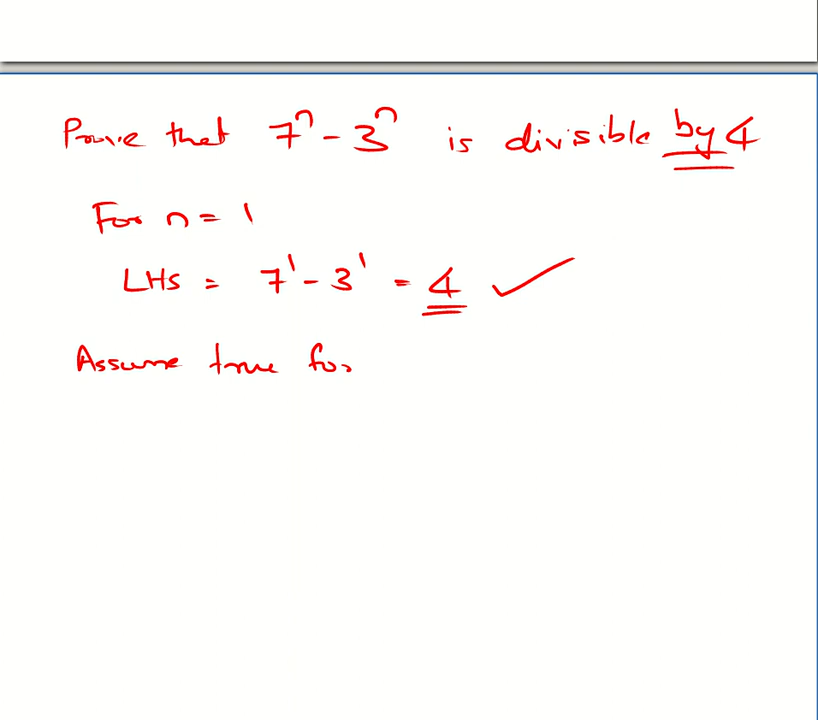 Prove that 7ⁿ - 3ⁿ is divisible by 4
For n = 1
LHS = 7¹ - 3¹ = 4 ✓
Assume true for